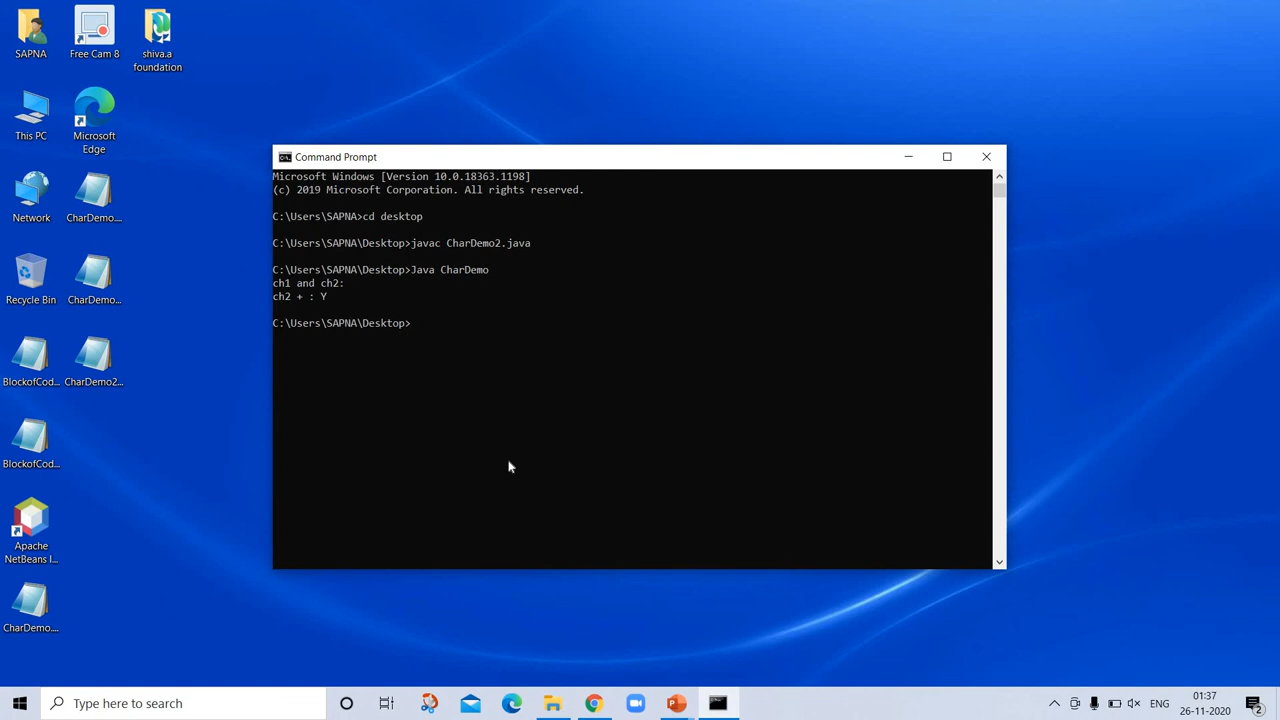 SAPNA
Free Cam 8
shiva.a
foundation
This PC
Microsoft
Edge
Network
CharDemo....
Recycle Bin
CharDemo...
BlockofCod...
CharDemo2...
BlockofCod...
Apache
NetBeans I...
CharDemo....
Command Prompt
Microsoft Windows [Version 10.0.18363.1198]
(c) 2019 Microsoft Corporation. All rights reserved.
C:\Users\SAPNA>cd desktop
C:\Users\SAPNA\Desktop>javac CharDemo2.java
C:\Users\SAPNA\Desktop>Java CharDemo
ch1 and ch2:
ch2 + : Y
C:\Users\SAPNA\Desktop>
Type here to search
ENG
01:37
26-11-2020
2